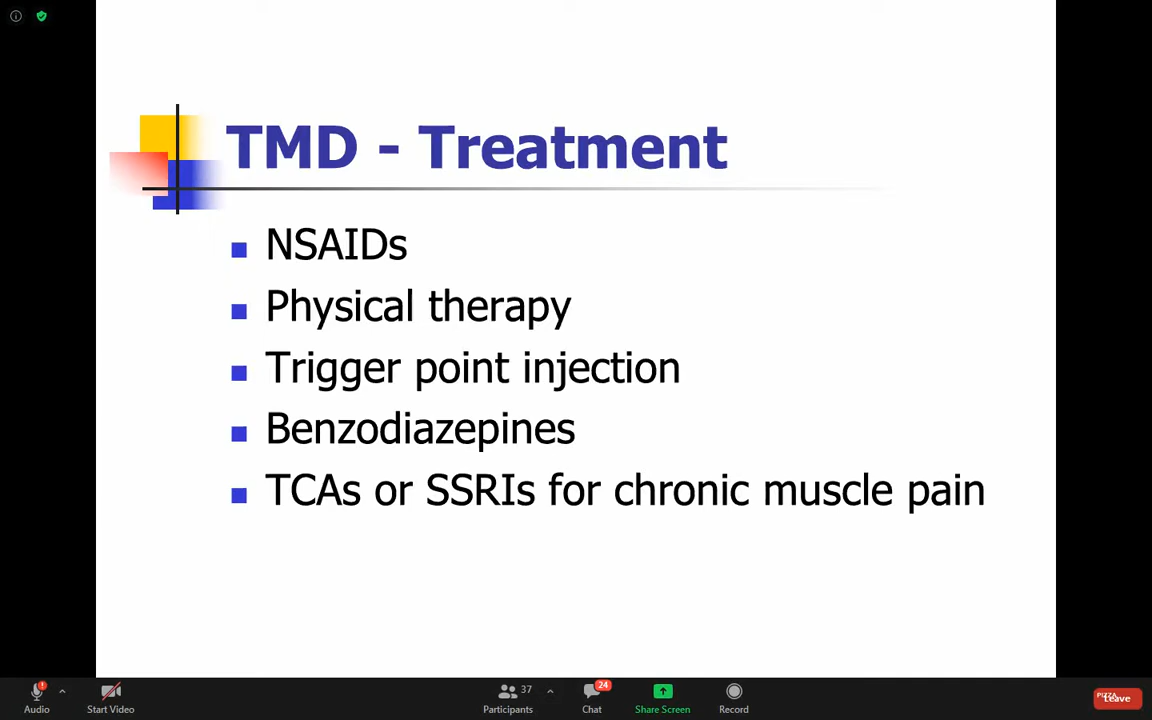 TMD - Treatment
NSAIDs
Physical therapy
Trigger point injection
Benzodiazepines
TCAs or SSRIs for chronic muscle pain
Audio
Start Video
37
Participants
24
Chat
Share Screen
Record
PIZZA
Leave